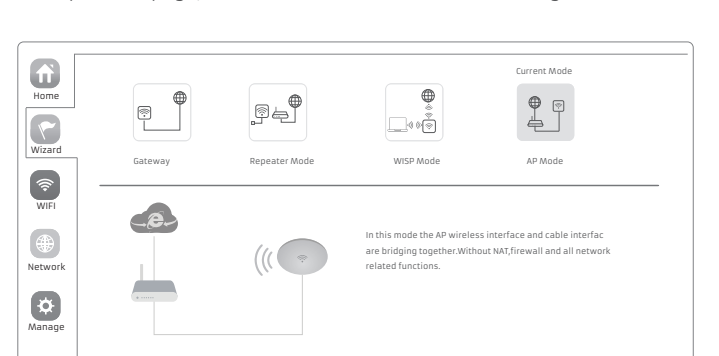 Home
Wizard
WIFI
Network
Manage
Current Mode
Gateway
Repeater Mode
WISP Mode
AP Mode
In this mode the AP wireless interface and cable interfac
are bridging together.Without NAT,firewall and all network
related functions.